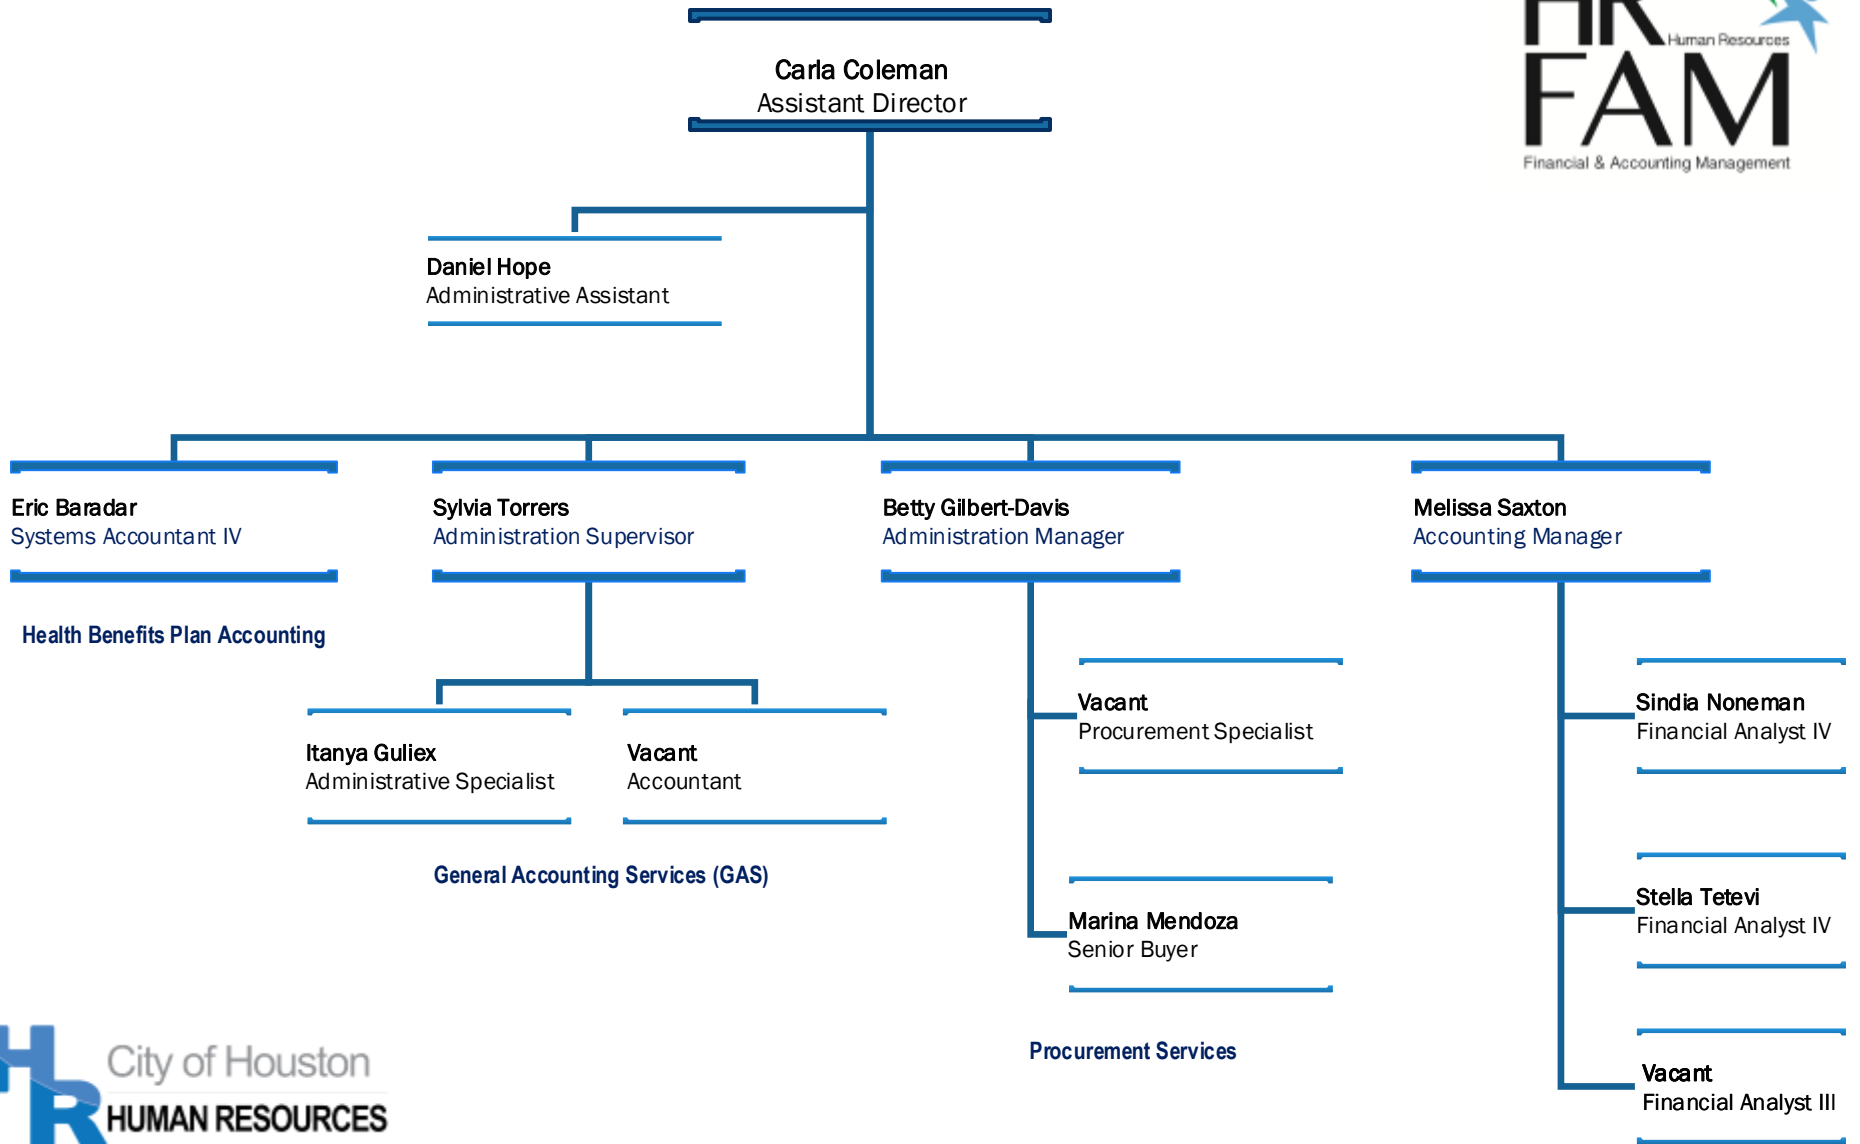 HR
Human Resources
FAM
Financial & Accounting Management
Carla Coleman
Assistant Director
Daniel Hope
Administrative Assistant
Eric Baradar
Systems Accountant IV
Health Benefits Plan Accounting
Sylvia Torrers
Administration Supervisor
Itanya Guliex
Administrative Specialist
Vacant
Accountant
General Accounting Services (GAS)
Betty Gilbert-Davis
Administration Manager
Vacant
Procurement Specialist
Marina Mendoza
Senior Buyer
Procurement Services
Melissa Saxton
Accounting Manager
Sindia Noneman
Financial Analyst IV
Stella Tetevi
Financial Analyst IV
Vacant
Financial Analyst III
HR
City of Houston
HUMAN RESOURCES